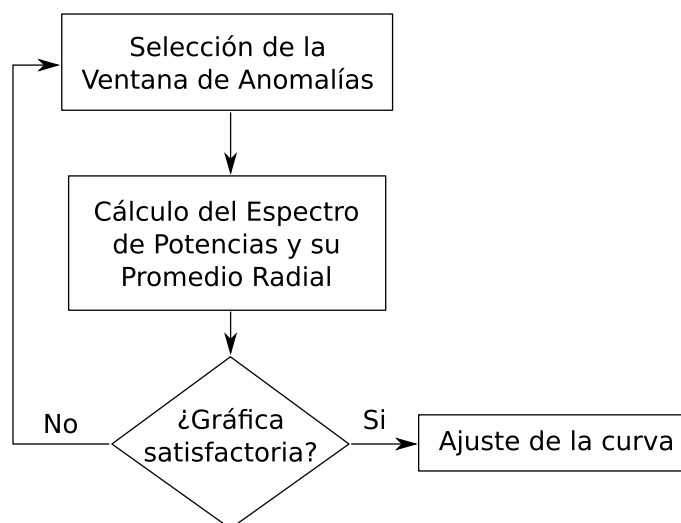 Selección de la
Ventana de Anomalías
Cálculo del Espectro
de Potencias y su
Promedio Radial
¿Gráfica
satisfactoria?
No
Si
Ajuste de la curva